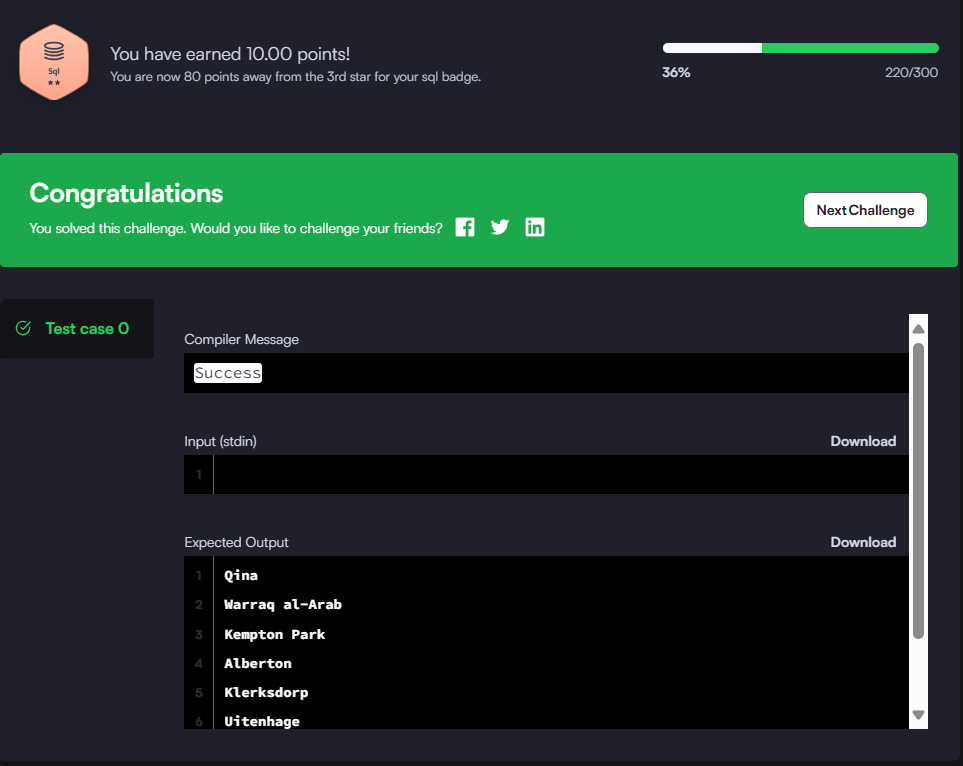 Sql
You have earned 10.00 points!
You are now 80 points away from the 3rd star for your sql badge.
36%
220/300
Congratulations
You solved this challenge. Would you like to challenge your friends?
Next Challenge
Test case 0
Compiler Message
Success
Input (stdin)
Download
1
Expected Output
Download
1 Qina
2 Warraq al-Arab
3 Kempton Park
4 Alberton
5 Klerksdorp
6 Uitenhage